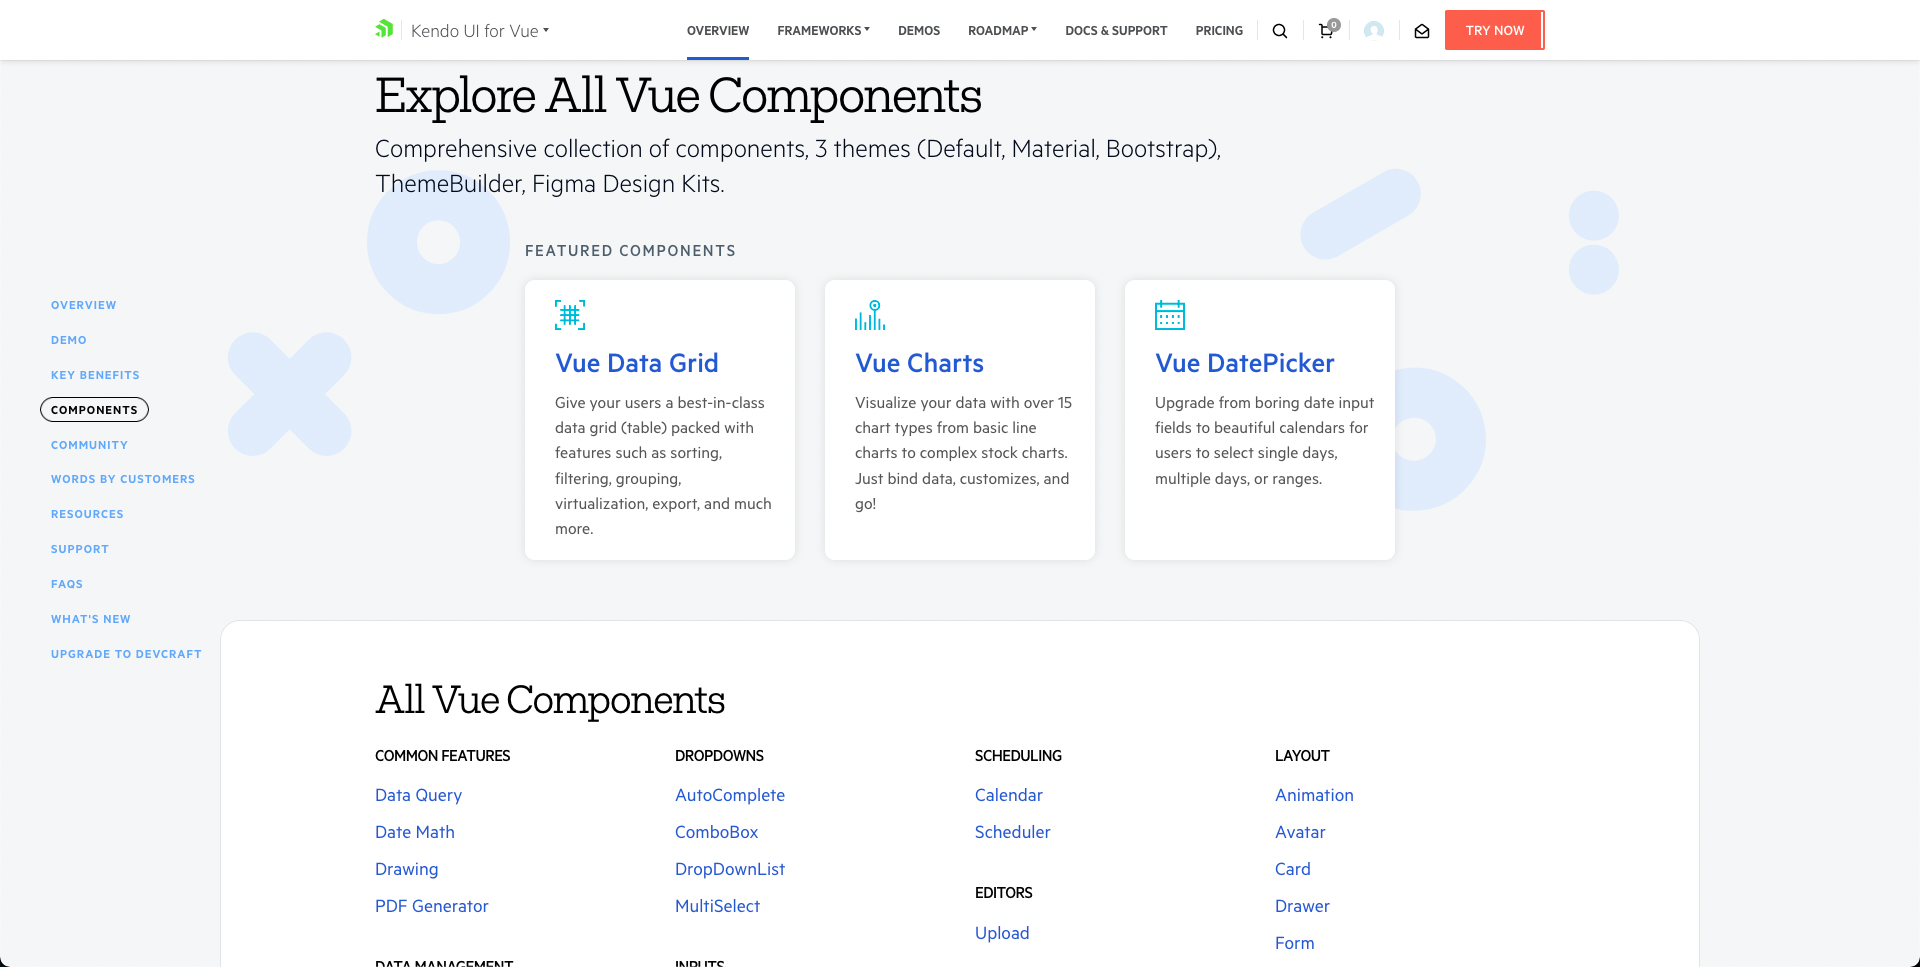 Kendo UI for Vue
OVERVIEW
FRAMEWORKS
DEMOS
ROADMAP
DOCS & SUPPORT
PRICING
0
TRY NOW
Explore All Vue Components
Comprehensive collection of components, 3 themes (Default, Material, Bootstrap),
ThemeBuilder, Figma Design Kits.
OVERVIEW
DEMO
KEY BENEFITS
COMPONENTS
COMMUNITY
WORDS BY CUSTOMERS
RESOURCES
SUPPORT
FAQS
WHAT'S NEW
UPGRADE TO DEVCRAFT
FEATURED COMPONENTS
Vue Data Grid
Give your users a best-in-class
data grid (table) packed with
features such as sorting,
filtering, grouping,
virtualization, export, and much
more.
Vue Charts
Visualize your data with over 15
chart types from basic line
charts to complex stock charts.
Just bind data, customizes, and
go!
Vue DatePicker
Upgrade from boring date input
fields to beautiful calendars for
users to select single days,
multiple days, or ranges.
All Vue Components
COMMON FEATURES
Data Query
Date Math
Drawing
PDF Generator
DATA MANAGEMENT
DROPDOWNS
AutoComplete
ComboBox
DropDownList
MultiSelect
INPUTS
SCHEDULING
Calendar
Scheduler
EDITORS
Upload
LAYOUT
Animation
Avatar
Card
Drawer
Form